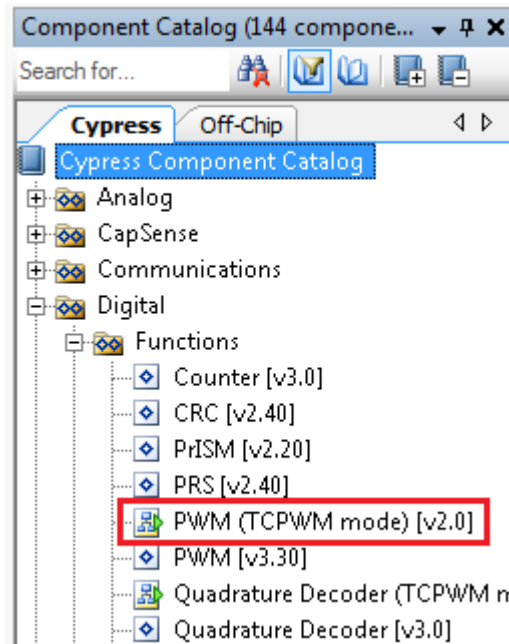 Component Catalog (144 compone...
Search for...
Cypress Off-Chip
Cypress Component Catalog
Analog
CapSense
Communications
Digital
Functions
Counter [v3.0]
CRC [v2.40]
PrISM [v2.20]
PRS [v2.40]
PWM (TCPWM mode) [v2.0]
PWM [v3.30]
Quadrature Decoder (TCPWM m
Quadrature Decoder [v3.0]